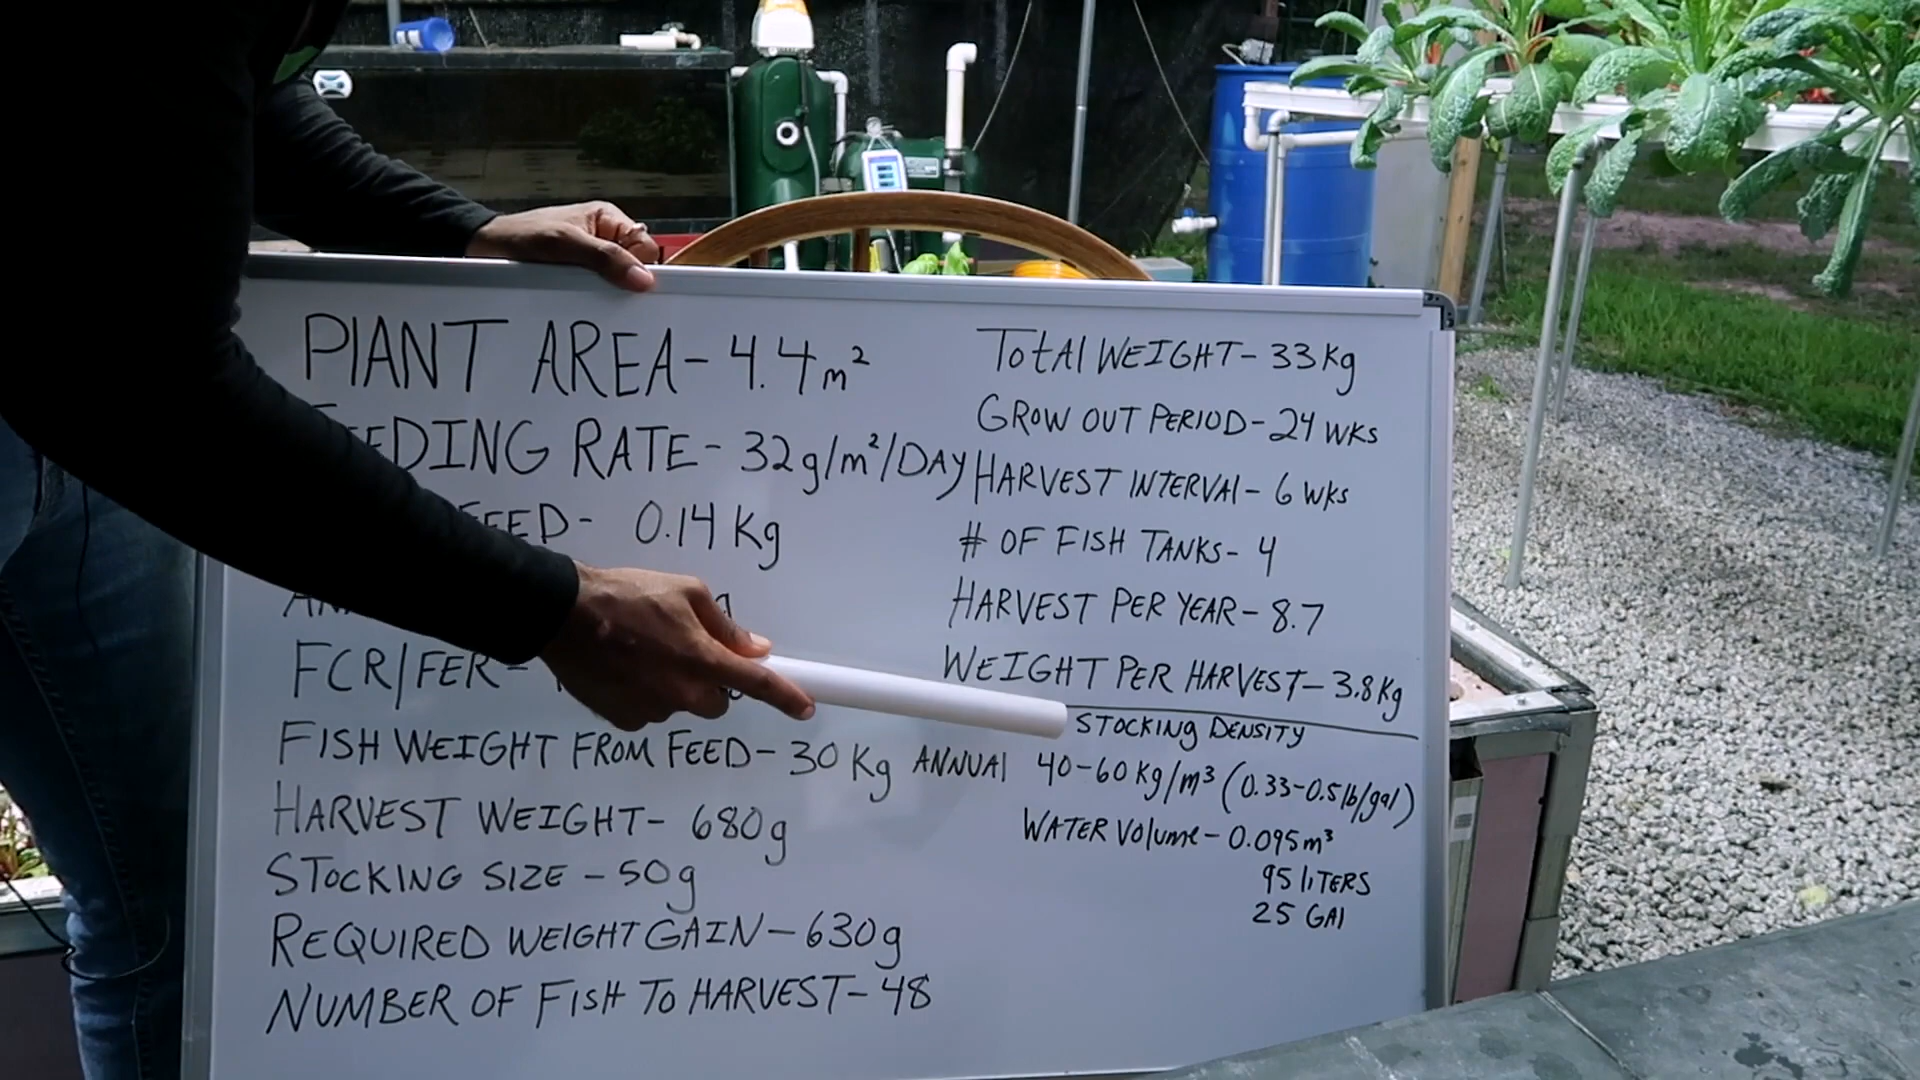 PLANT AREA - 4.4m²
FEEDING RATE - 32g/m²/DAY
FEED - 0.14 Kg
FCR/FER -
FISH WEIGHT FROM FEED - 30 Kg ANNUAL
HARVEST WEIGHT - 680g
STOCKING SIZE - 50g
REQUIRED WEIGHT GAIN - 630g
NUMBER OF FISH TO HARVEST - 48
TOTAL WEIGHT - 33 Kg
GROW OUT PERIOD - 24 WKS
HARVEST INTERVAL - 6 WKS
# OF FISH TANKS - 4
HARVEST PER YEAR - 8.7
WEIGHT PER HARVEST - 3.8 Kg
STOCKING DENSITY
40-60 Kg/m³ (0.33-0.5 lb/gal)
WATER VOLUME - 0.095 m³
95 LITERS
25 GAL